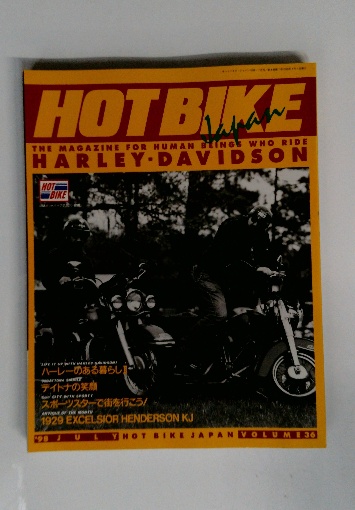 HOT BIKE
Japan
THE MAGAZINE FOR HUMAN BEINGS WHO RIDE
HARLEY-DAVIDSON
HOT
BIKE
ハーレーのある暮らし
デイトナの笑顔
スポーツスターで街を行こう!
1929 EXCELSIOR HENDERSON KJ
'98 JULY HOT BIKE JAPAN VOLUME 36